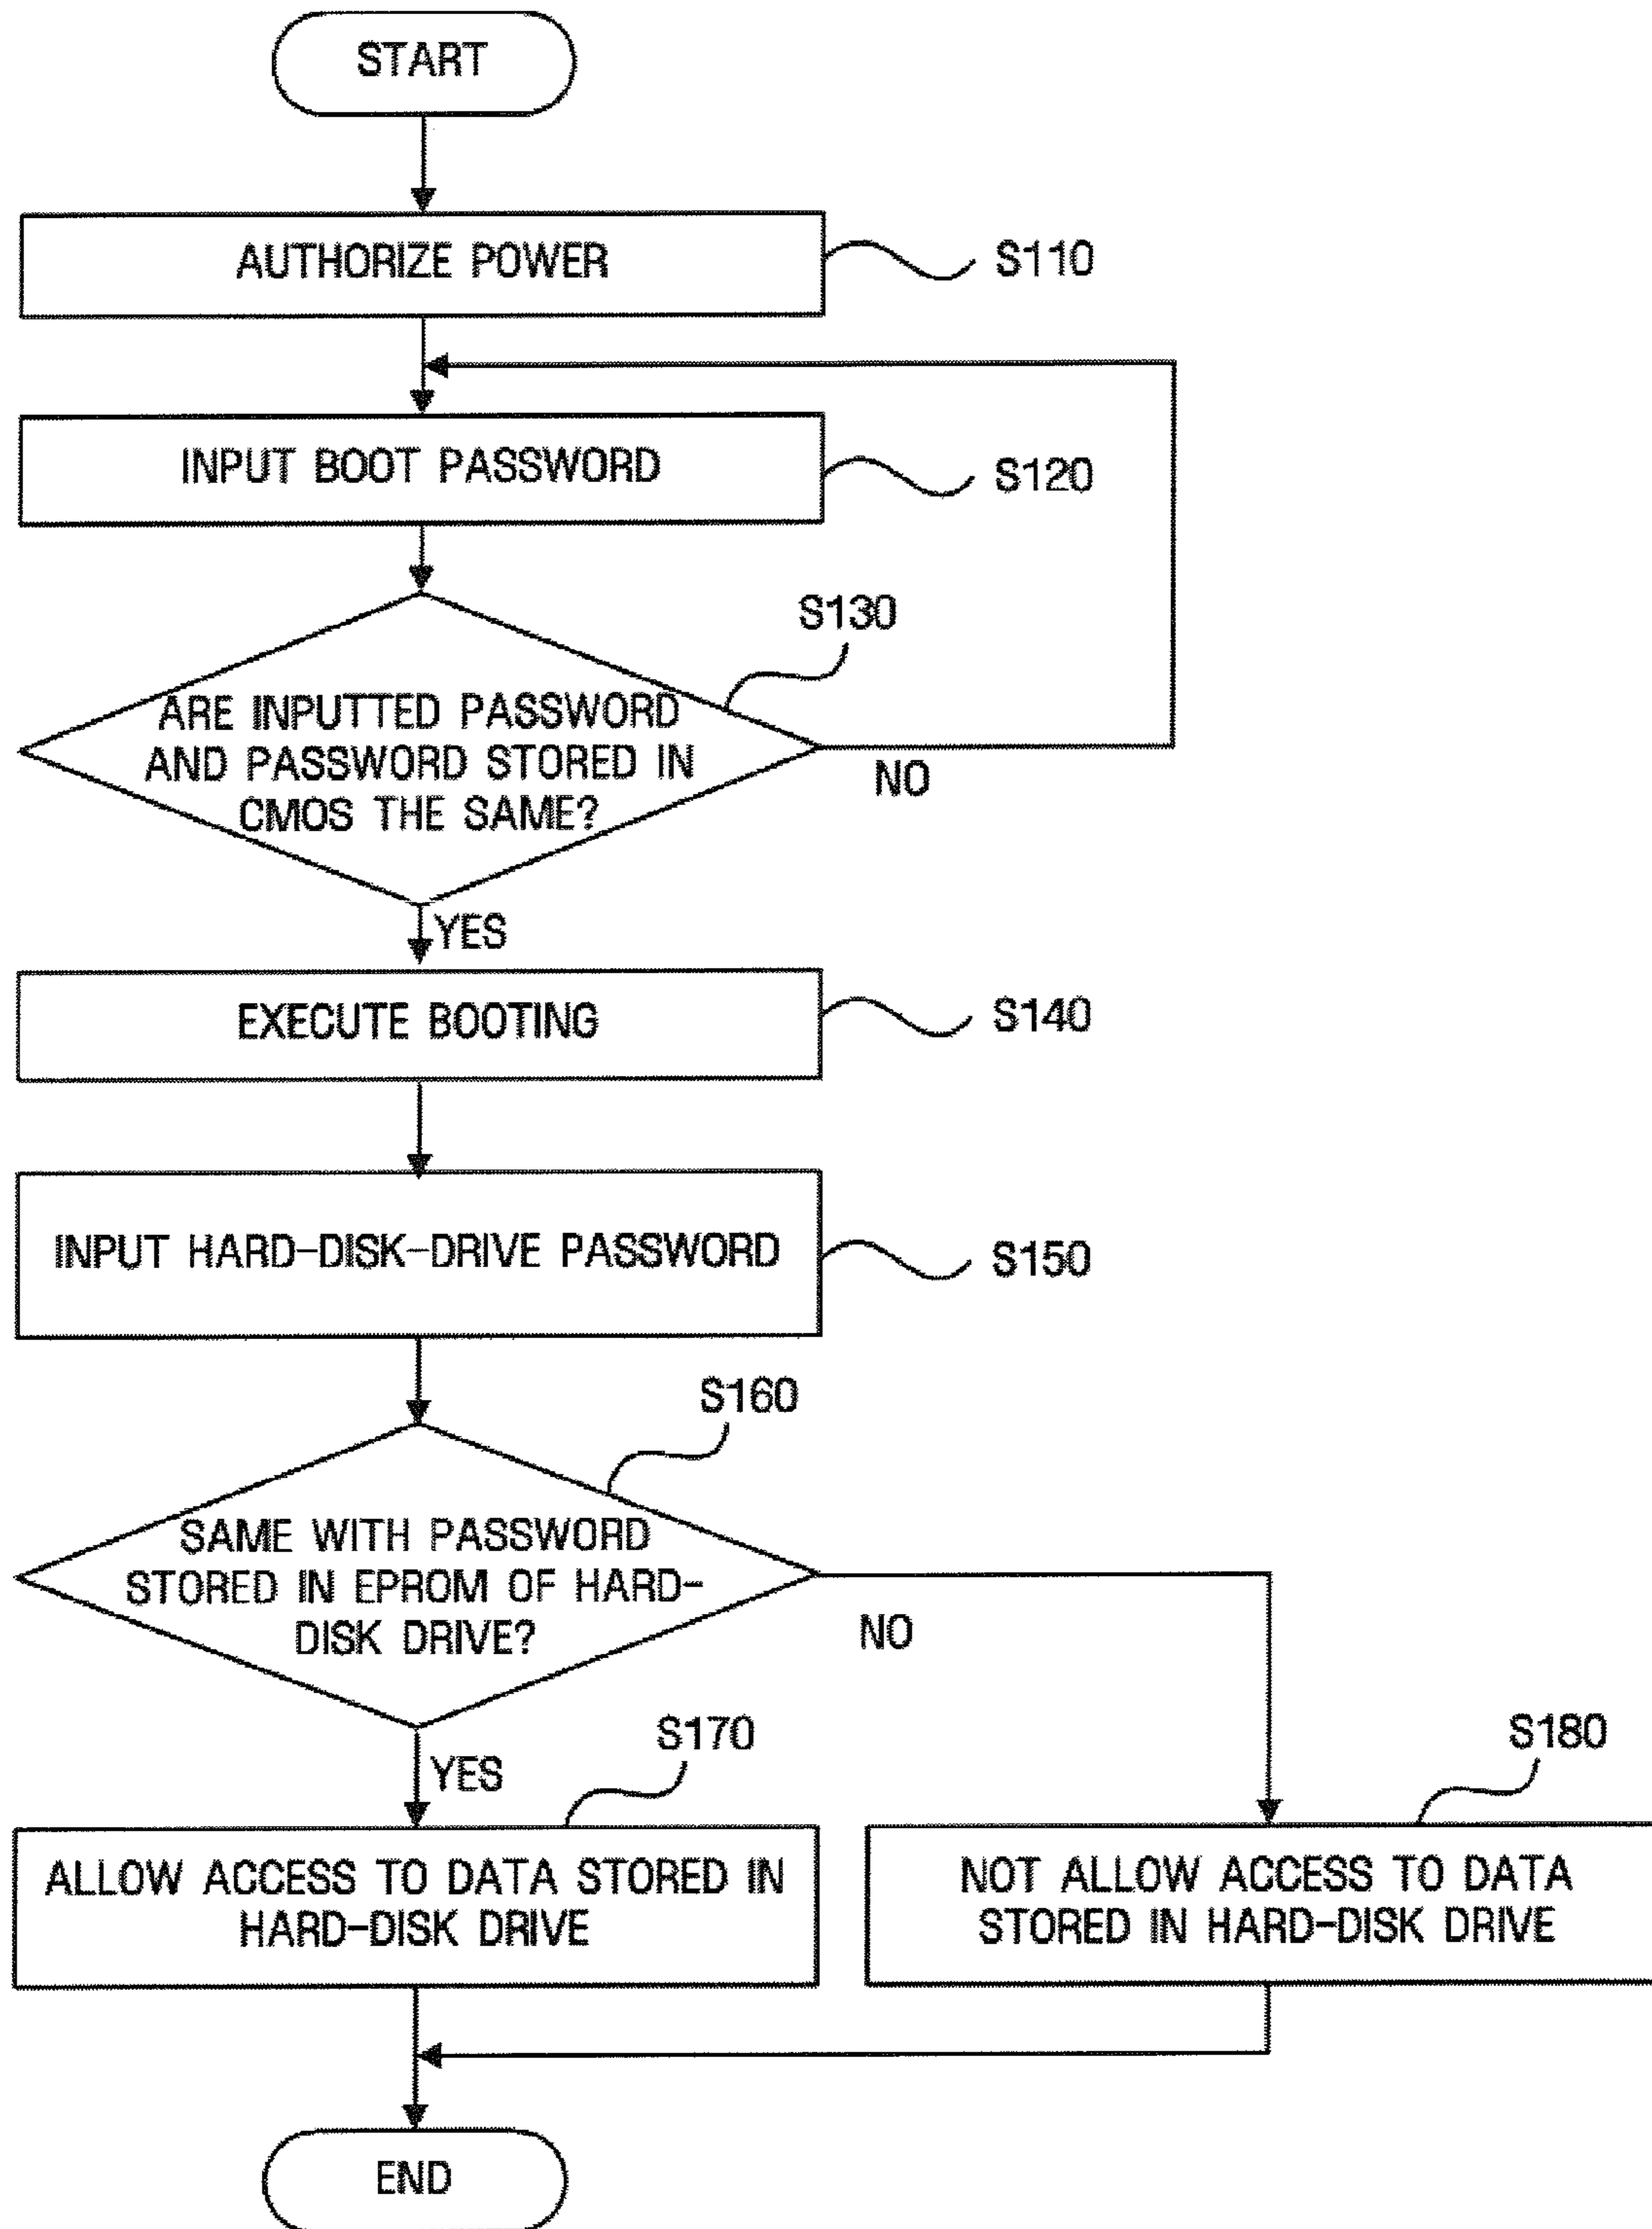 START
AUTHORIZE POWER
S110
INPUT BOOT PASSWORD
S120
S130
ARE INPUTTED PASSWORD
AND PASSWORD STORED IN
CMOS THE SAME?
NO
YES
EXECUTE BOOTING
S140
INPUT HARD-DISK-DRIVE PASSWORD
S150
S160
SAME WITH PASSWORD
STORED IN EPROM OF HARD-
DISK DRIVE?
NO
YES
S170
S180
ALLOW ACCESS TO DATA STORED IN
HARD-DISK DRIVE
NOT ALLOW ACCESS TO DATA
STORED IN HARD-DISK DRIVE
END